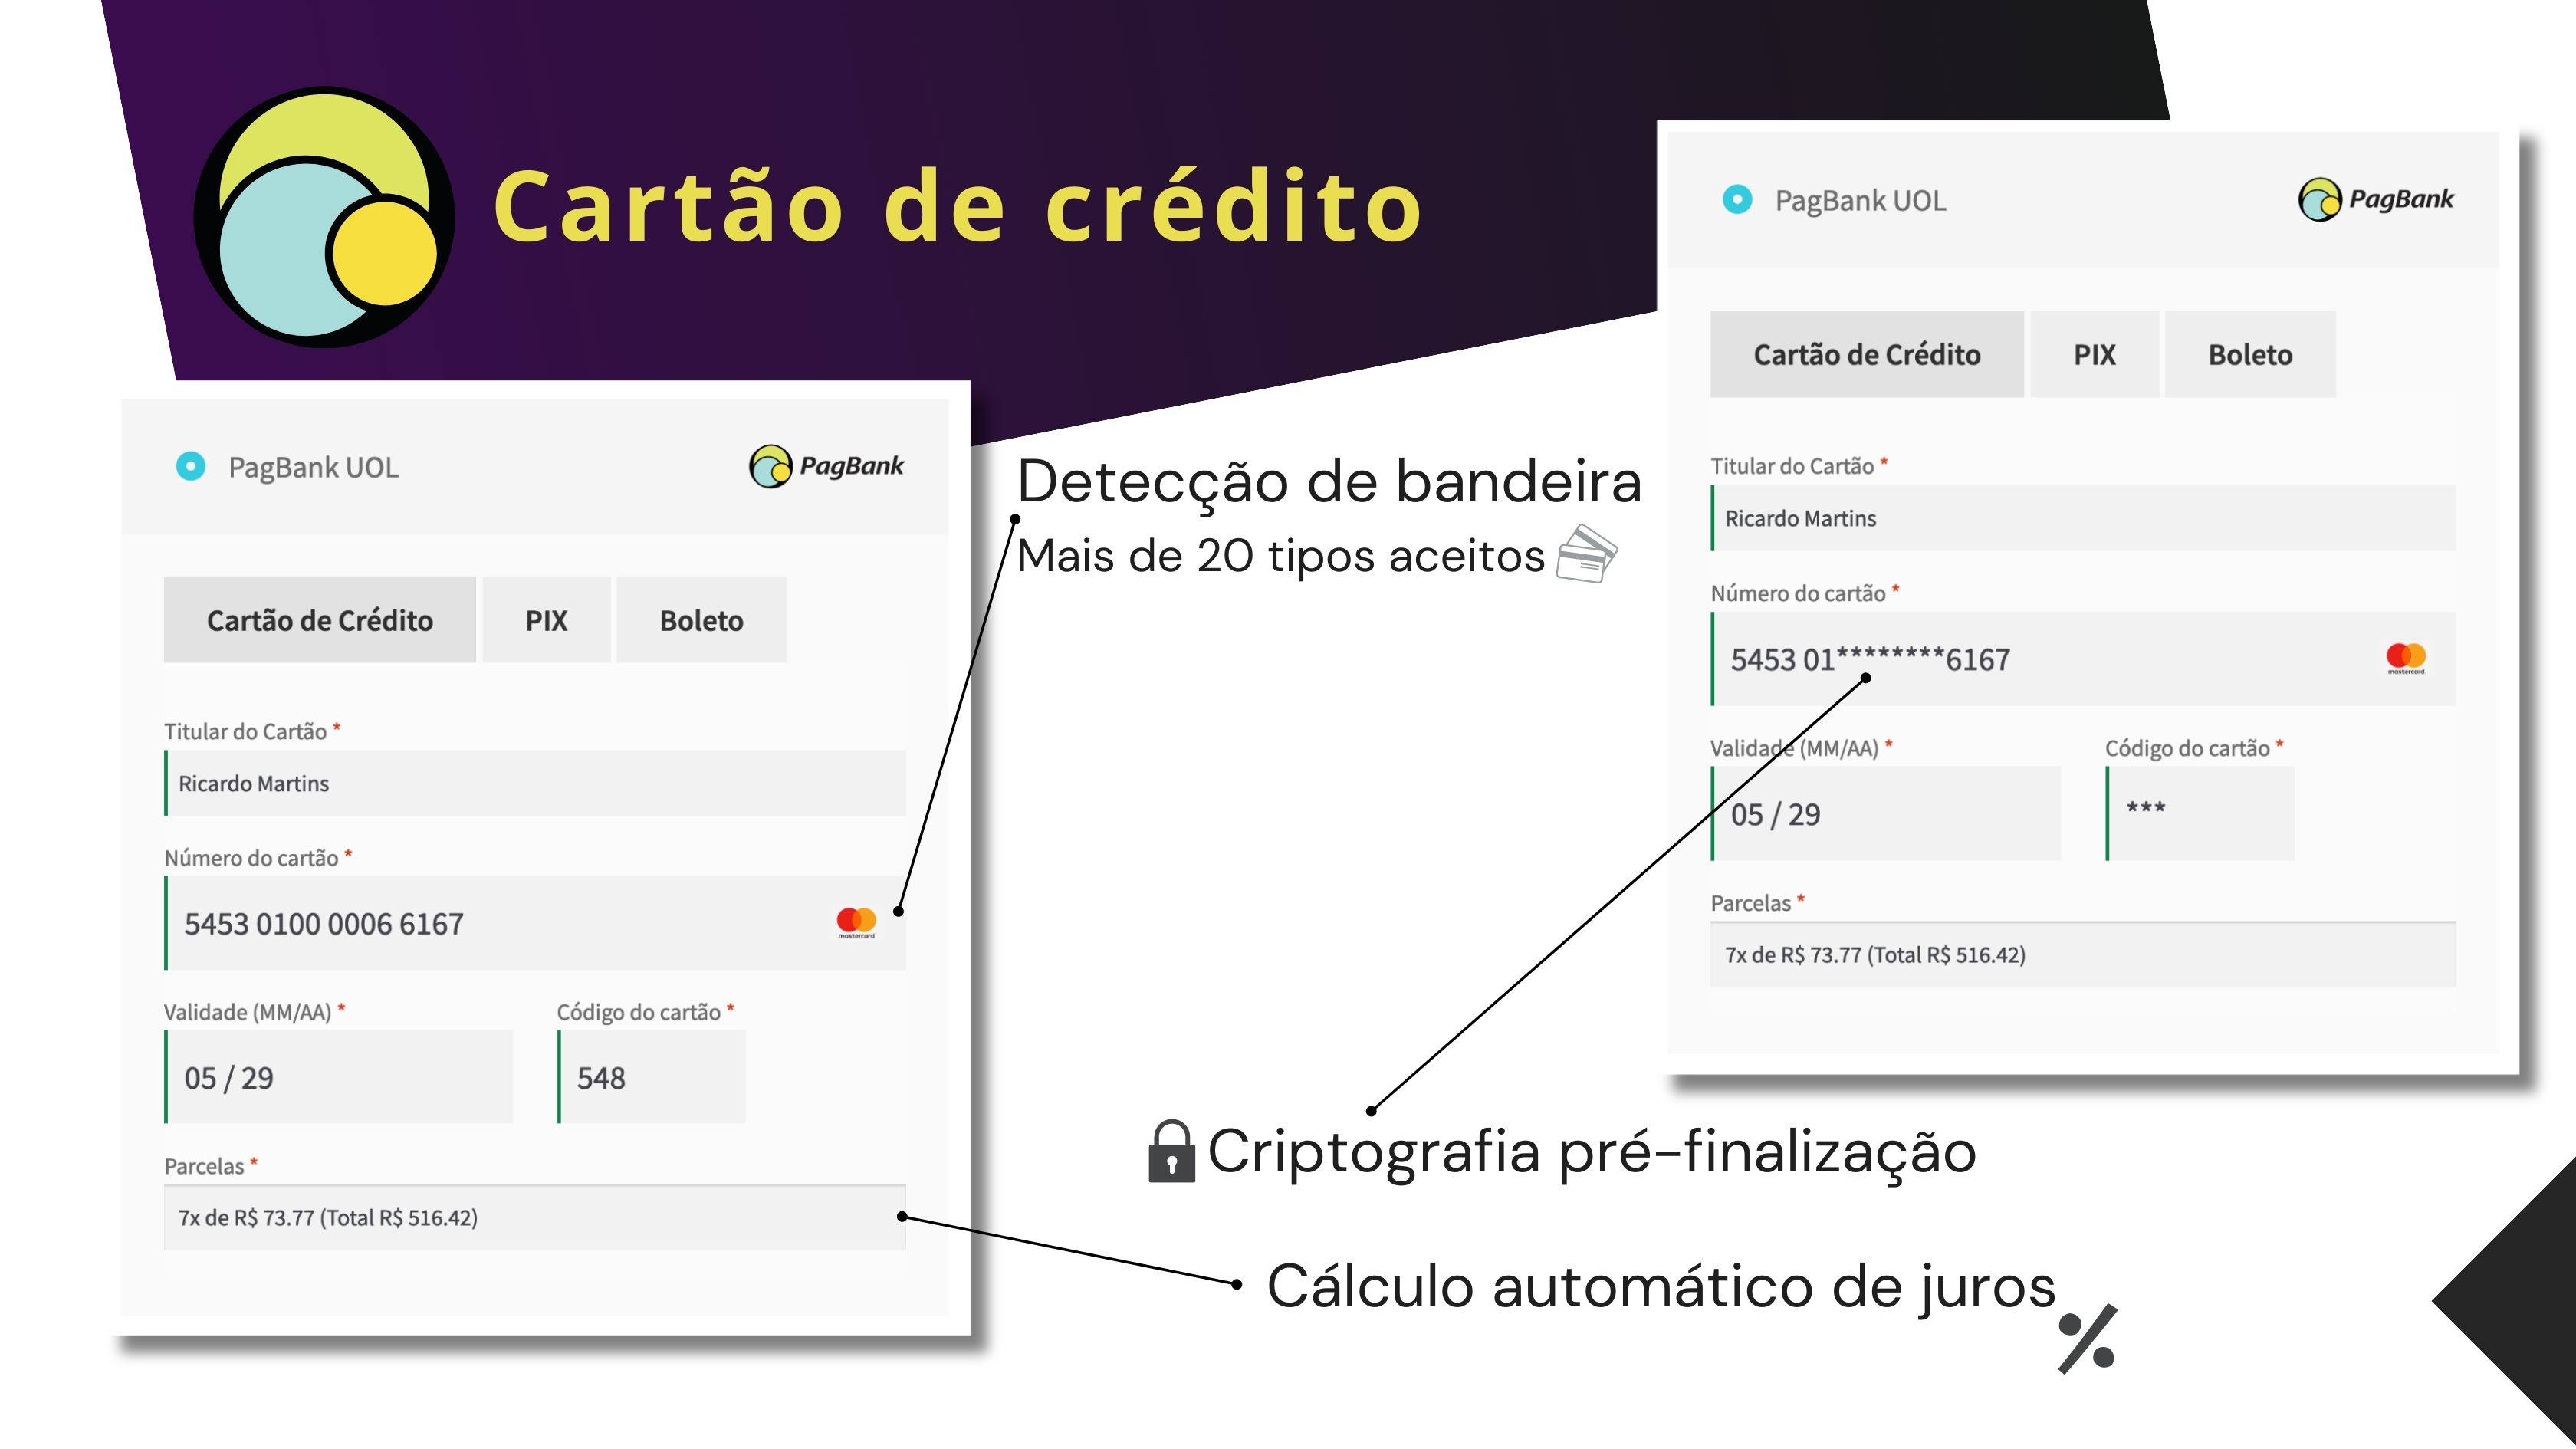 Cartão de crédito
PagBank UOL
PagBank
Cartão de Crédito
PIX
Boleto
Titular do Cartão *
Ricardo Martins
Número do cartão *
5453 0100 0006 6167
mastercard
Validade (MM/AA) *
Código do cartão *
05 / 29
548
Parcelas *
7x de R$ 73.77 (Total R$ 516.42)
Detecção de bandeira
Mais de 20 tipos aceitos
PagBank UOL
PagBank
Cartão de Crédito
PIX
Boleto
Titular do Cartão *
Ricardo Martins
Número do cartão *
5453 01********6167
mastercard
Validade (MM/AA) *
Código do cartão *
05 / 29
***
Parcelas *
7x de R$ 73.77 (Total R$ 516.42)
Criptografia pré-finalização
Cálculo automático de juros
%